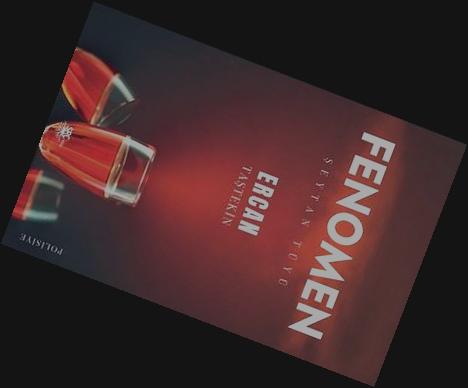 FENOMEN
ŞEYTAN TÜYÜ
ERCAN
TAŞTEKİN
POLİSİYE